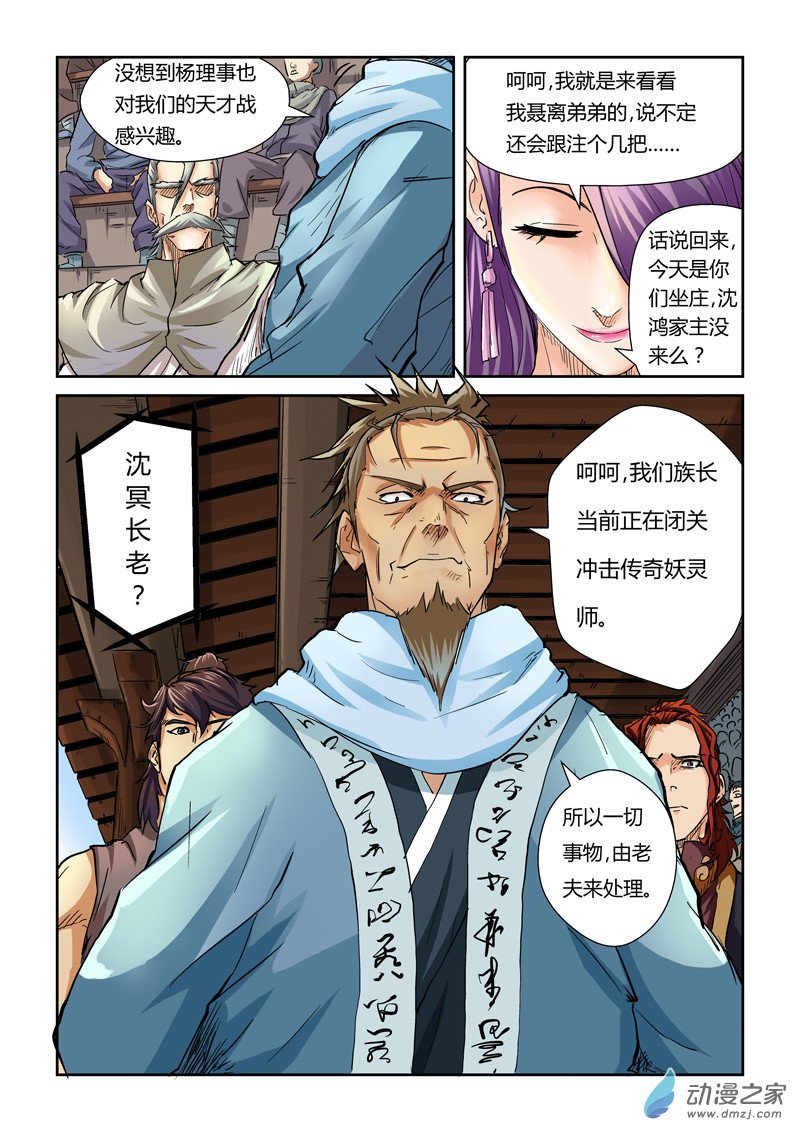 没想到杨理事也
对我们的天才战
感兴趣。
呵呵，我就是来看看
我聂离弟弟的，说不定
还会跟注个几把……
话说回来，
今天是你
们坐庄，沈
鸿家主没
来么？
沈冥长老？
呵呵，我们族长
当前正在闭关
冲击传奇妖灵
师。
所以一切
事物，由老
夫来处理。
动漫之家
www.dmzj.com